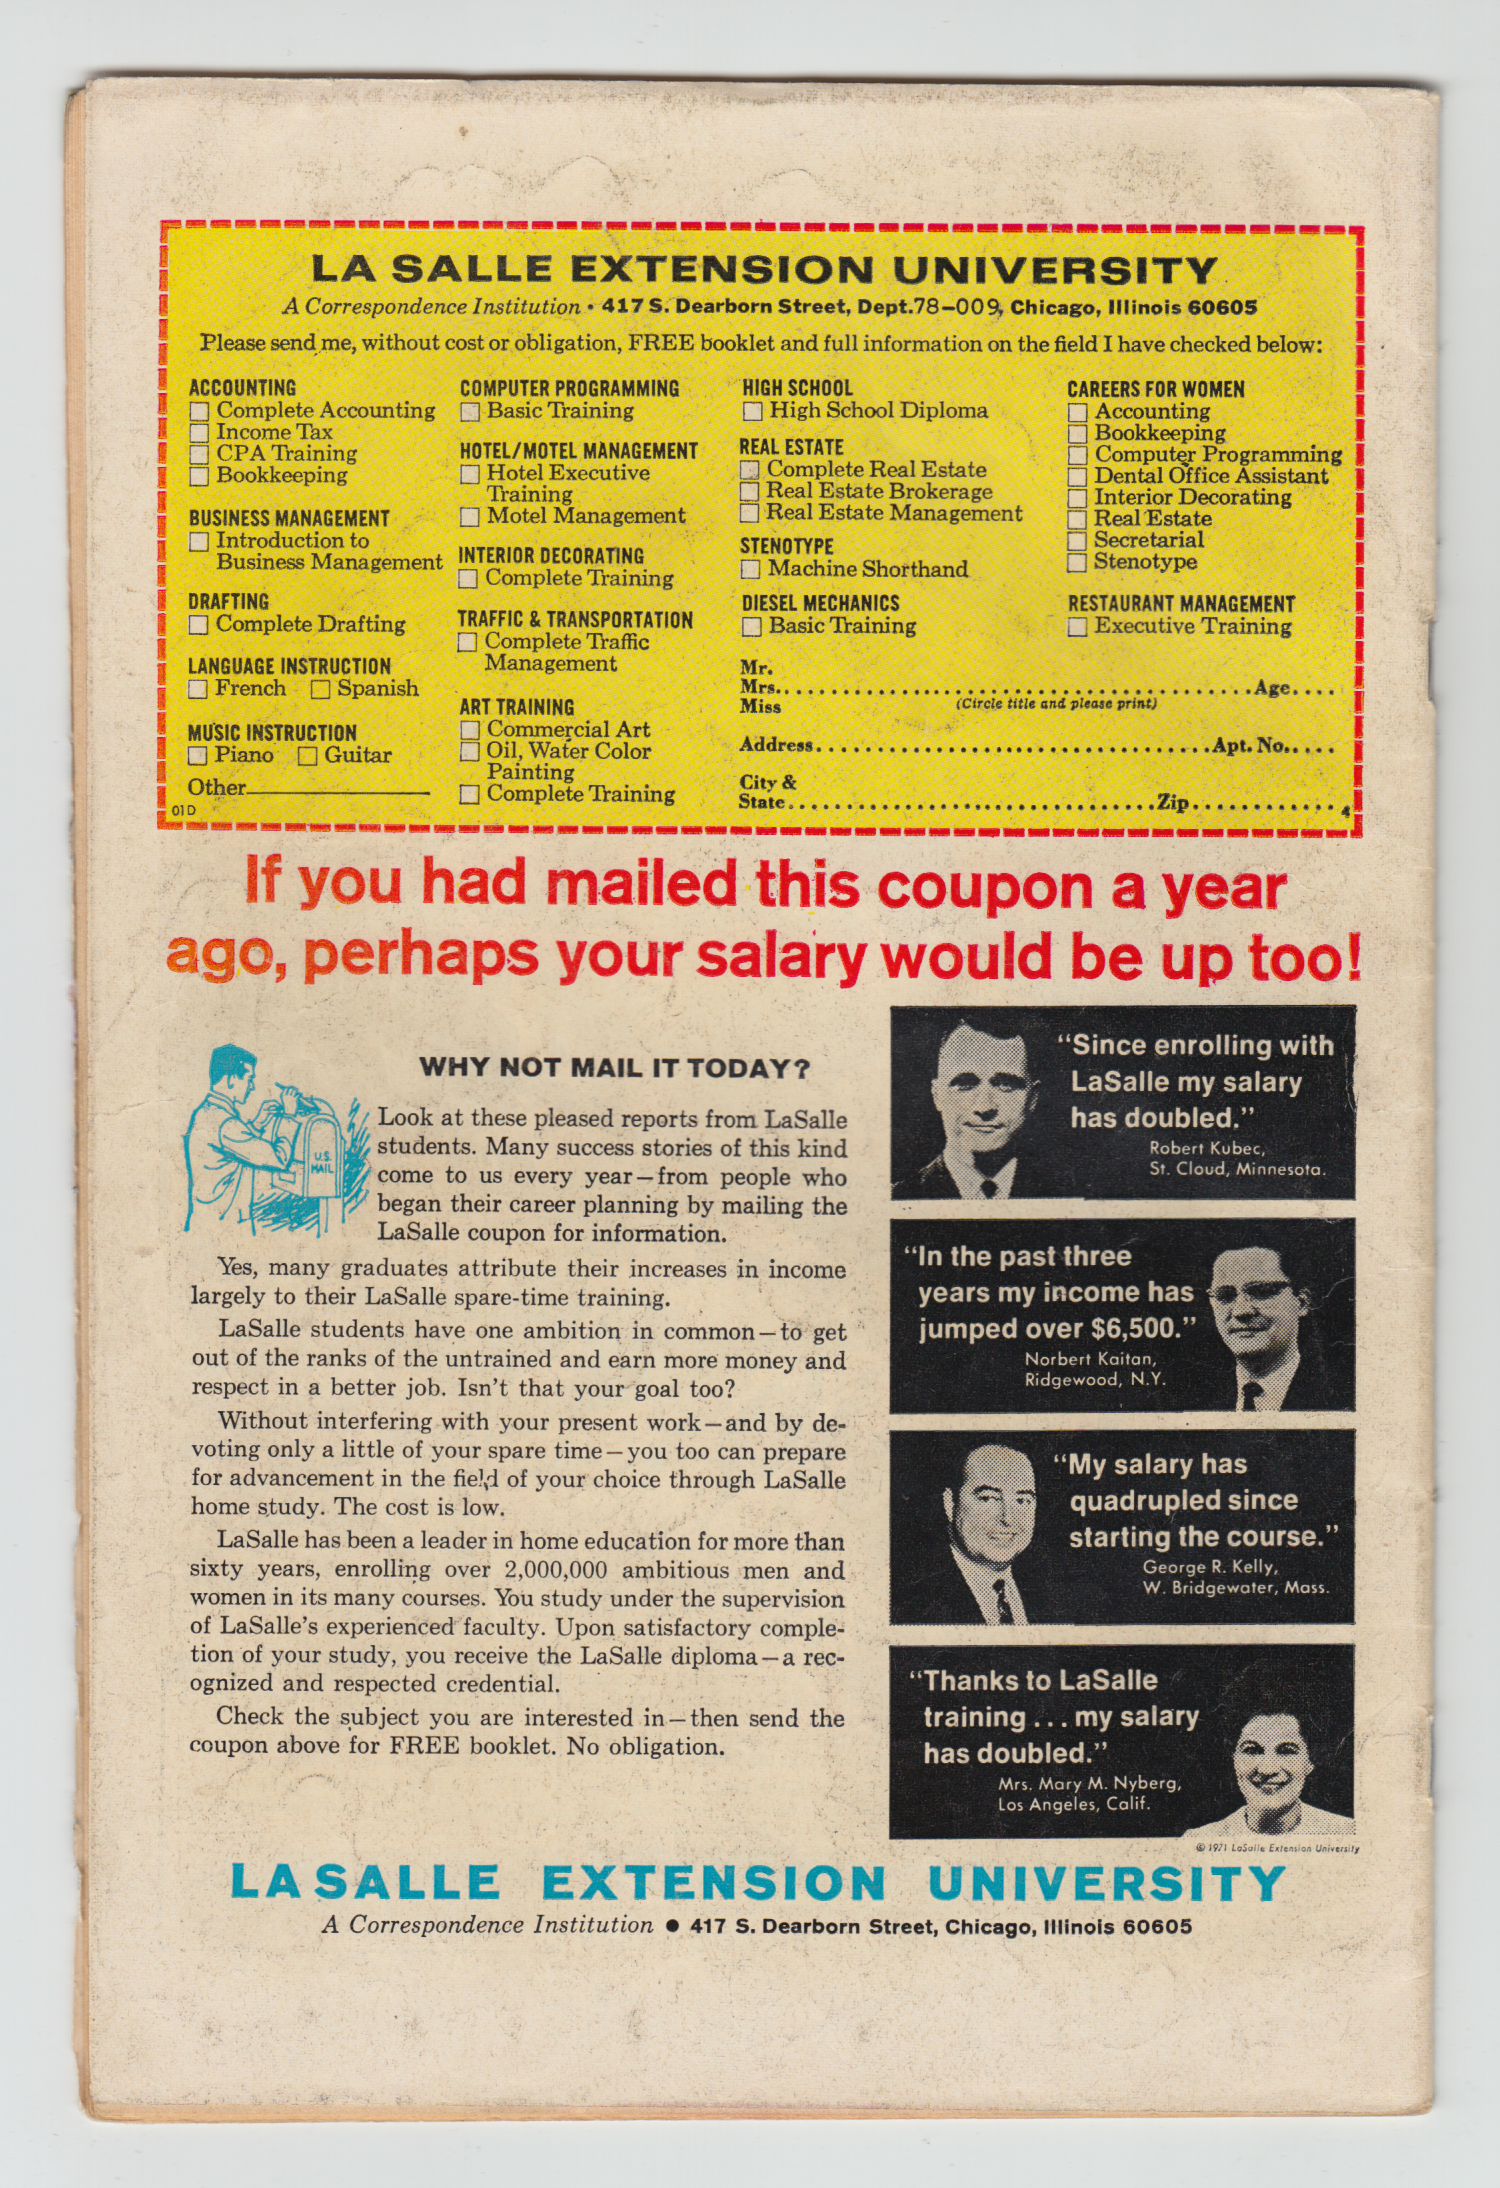 LA SALLE EXTENSION UNIVERSITY
A Correspondence Institution • 417 S. Dearborn Street, Dept.78-009, Chicago, Illinois 60605
Please send me, without cost or obligation, FREE booklet and full information on the field I have checked below:
ACCOUNTING
Complete Accounting
Income Tax
CPA Training
Bookkeeping
BUSINESS MANAGEMENT
Introduction to
Business Management
DRAFTING
Complete Drafting
LANGUAGE INSTRUCTION
French Spanish
MUSIC INSTRUCTION
Piano Guitar
Other
01D
COMPUTER PROGRAMMING
Basic Training
HOTEL/MOTEL MANAGEMENT
Hotel Executive
Training
Motel Management
INTERIOR DECORATING
Complete Training
TRAFFIC & TRANSPORTATION
Complete Traffic
Management
ART TRAINING
Commercial Art
Oil, Water Color
Painting
Complete Training
HIGH SCHOOL
High School Diploma
REAL ESTATE
Complete Real Estate
Real Estate Brokerage
Real Estate Management
STENOTYPE
Machine Shorthand
DIESEL MECHANICS
Basic Training
CAREERS FOR WOMEN
Accounting
Bookkeeping
Computer Programming
Dental Office Assistant
Interior Decorating
Real Estate
Secretarial
Stenotype
RESTAURANT MANAGEMENT
Executive Training
Mr.
Mrs. Age
Miss (Circle title and please print)
Address Apt. No.
City &
State Zip 4
If you had mailed this coupon a year
ago, perhaps your salary would be up too!
WHY NOT MAIL IT TODAY?
U.S.
MAIL
Look at these pleased reports from LaSalle
students. Many success stories of this kind
come to us every year—from people who
began their career planning by mailing the
LaSalle coupon for information.
Yes, many graduates attribute their increases in income
largely to their LaSalle spare-time training.
LaSalle students have one ambition in common—to get
out of the ranks of the untrained and earn more money and
respect in a better job. Isn't that your goal too?
Without interfering with your present work—and by de-
voting only a little of your spare time—you too can prepare
for advancement in the field of your choice through LaSalle
home study. The cost is low.
LaSalle has been a leader in home education for more than
sixty years, enrolling over 2,000,000 ambitious men and
women in its many courses. You study under the supervision
of LaSalle's experienced faculty. Upon satisfactory comple-
tion of your study, you receive the LaSalle diploma—a rec-
ognized and respected credential.
Check the subject you are interested in—then send the
coupon above for FREE booklet. No obligation.
"Since enrolling with
LaSalle my salary
has doubled."
Robert Kubec,
St. Cloud, Minnesota.
"In the past three
years my income has
jumped over $6,500."
Norbert Kaitan,
Ridgewood, N.Y.
"My salary has
quadrupled since
starting the course."
George R. Kelly,
W. Bridgewater, Mass.
"Thanks to LaSalle
training... my salary
has doubled."
Mrs. Mary M. Nyberg,
Los Angeles, Calif.
© 1971 LaSalle Extension University
LA SALLE EXTENSION UNIVERSITY
A Correspondence Institution ● 417 S. Dearborn Street, Chicago, Illinois 60605